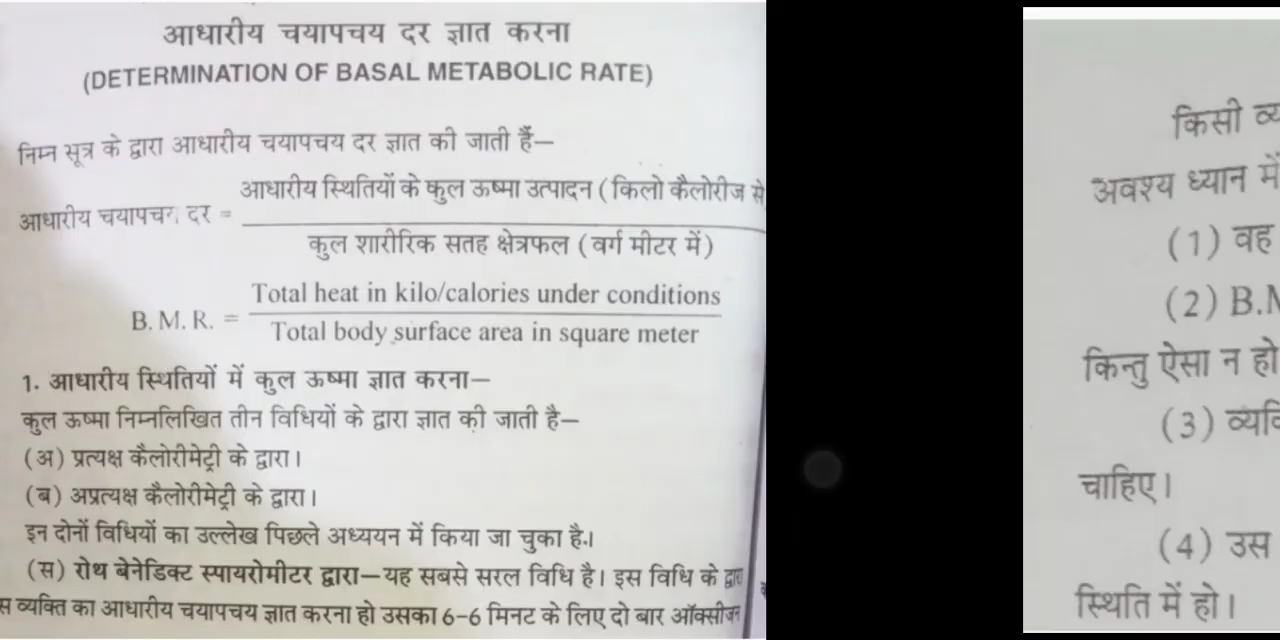 आधारीय चयापचय दर ज्ञात करना
(DETERMINATION OF BASAL METABOLIC RATE)
निम्न सूत्र के द्वारा आधारीय चयापचय दर ज्ञात की जाती हैं—
आधारीय स्थितियों के कुल ऊष्मा उत्पादन ( किलो कैलोरीज से
आधारीय चयापचय दर =
कुल शारीरिक सतह क्षेत्रफल ( वर्ग मीटर में )
Total heat in kilo/calories under conditions
B. M. R. =
Total body surface area in square meter
1. आधारीय स्थितियों में कुल ऊष्मा ज्ञात करना—
कुल ऊष्मा निम्नलिखित तीन विधियों के द्वारा ज्ञात की जाती है—
(अ) प्रत्यक्ष कैलोरीमेट्री के द्वारा।
(ब) अप्रत्यक्ष कैलोरीमेट्री के द्वारा।
इन दोनों विधियों का उल्लेख पिछले अध्ययन में किया जा चुका है।
(स) रोथ बेनेडिक्ट स्पायरोमीटर द्वारा—यह सबसे सरल विधि है। इस विधि के द्वारा
स व्यक्ति का आधारीय चयापचय ज्ञात करना हो उसका 6-6 मिनट के लिए दो बार ऑक्सीजन
किसी
अवश्य ध्यान में
(1) वह
(2)
किन्तु ऐसा न हो
(3)
चाहिए।
(4) उस
स्थिति में हो।